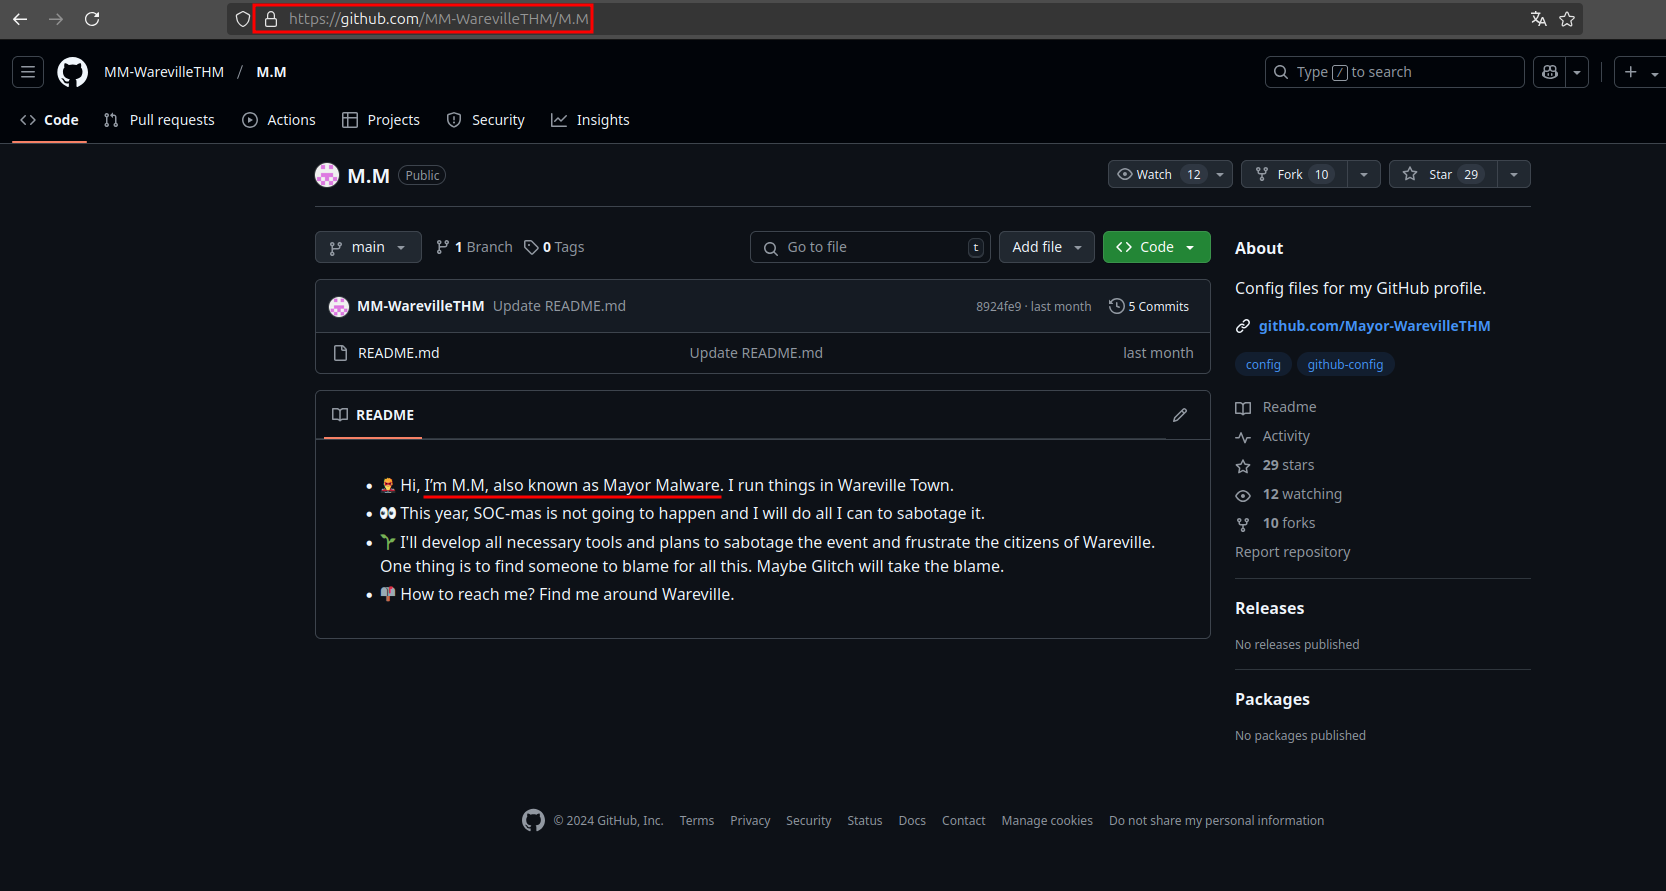 https://github.com/MM-WarevilleTHM/M.M
MM-WarevilleTHM / M.M
Type / to search
Code Pull requests Actions Projects Security Insights
M.M Public
Watch 12 Fork 10 Star 29
main 1 Branch 0 Tags Go to file t Add file Code
MM-WarevilleTHM Update README.md 8924fe9 · last month 5 Commits
README.md Update README.md last month
README
Hi, I'm M.M, also known as Mayor Malware. I run things in Wareville Town.
This year, SOC-mas is not going to happen and I will do all I can to sabotage it.
I'll develop all necessary tools and plans to sabotage the event and frustrate the citizens of Wareville.
One thing is to find someone to blame for all this. Maybe Glitch will take the blame.
How to reach me? Find me around Wareville.
About
Config files for my GitHub profile.
github.com/Mayor-WarevilleTHM
config github-config
Readme
Activity
29 stars
12 watching
10 forks
Report repository
Releases
No releases published
Packages
No packages published
© 2024 GitHub, Inc. Terms Privacy Security Status Docs Contact Manage cookies Do not share my personal information